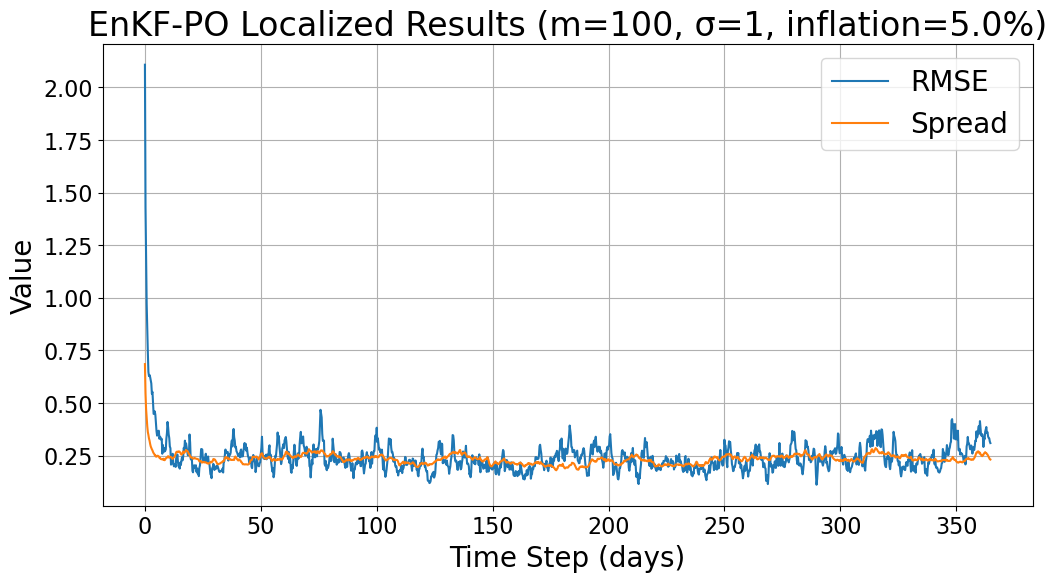 EnKF-PO Localized Results (m=100, σ=1, inflation=5.0%)
RMSE
Spread
Value
2.00
1.75
1.50
1.25
1.00
0.75
0.50
0.25
0 50 100 150 200 250 300 350
Time Step (days)